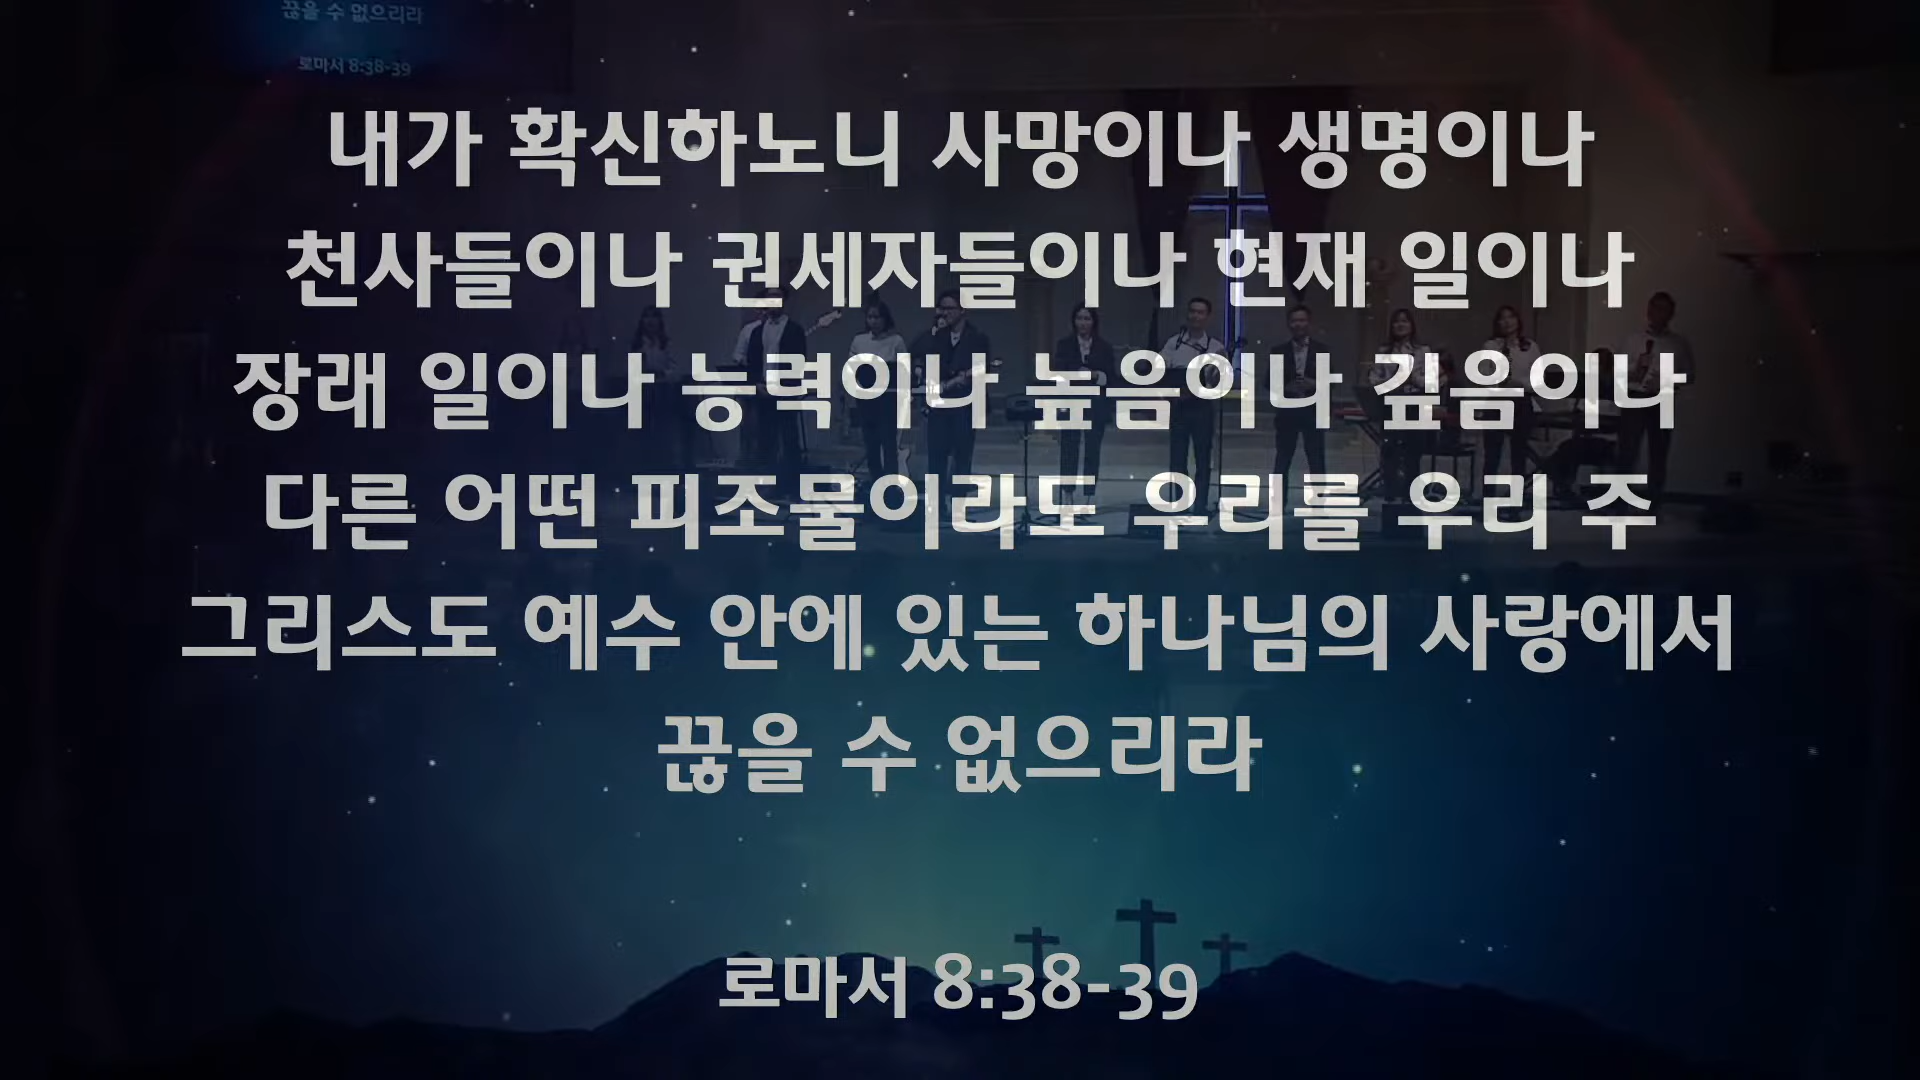 끊을 수 없으리라
로마서 8:38-39
내가 확신하노니 사망이나 생명이나
천사들이나 권세자들이나 현재 일이나
장래 일이나 능력이나 높음이나 깊음이나
다른 어떤 피조물이라도 우리를 우리 주
그리스도 예수 안에 있는 하나님의 사랑에서
끊을 수 없으리라
로마서 8:38-39